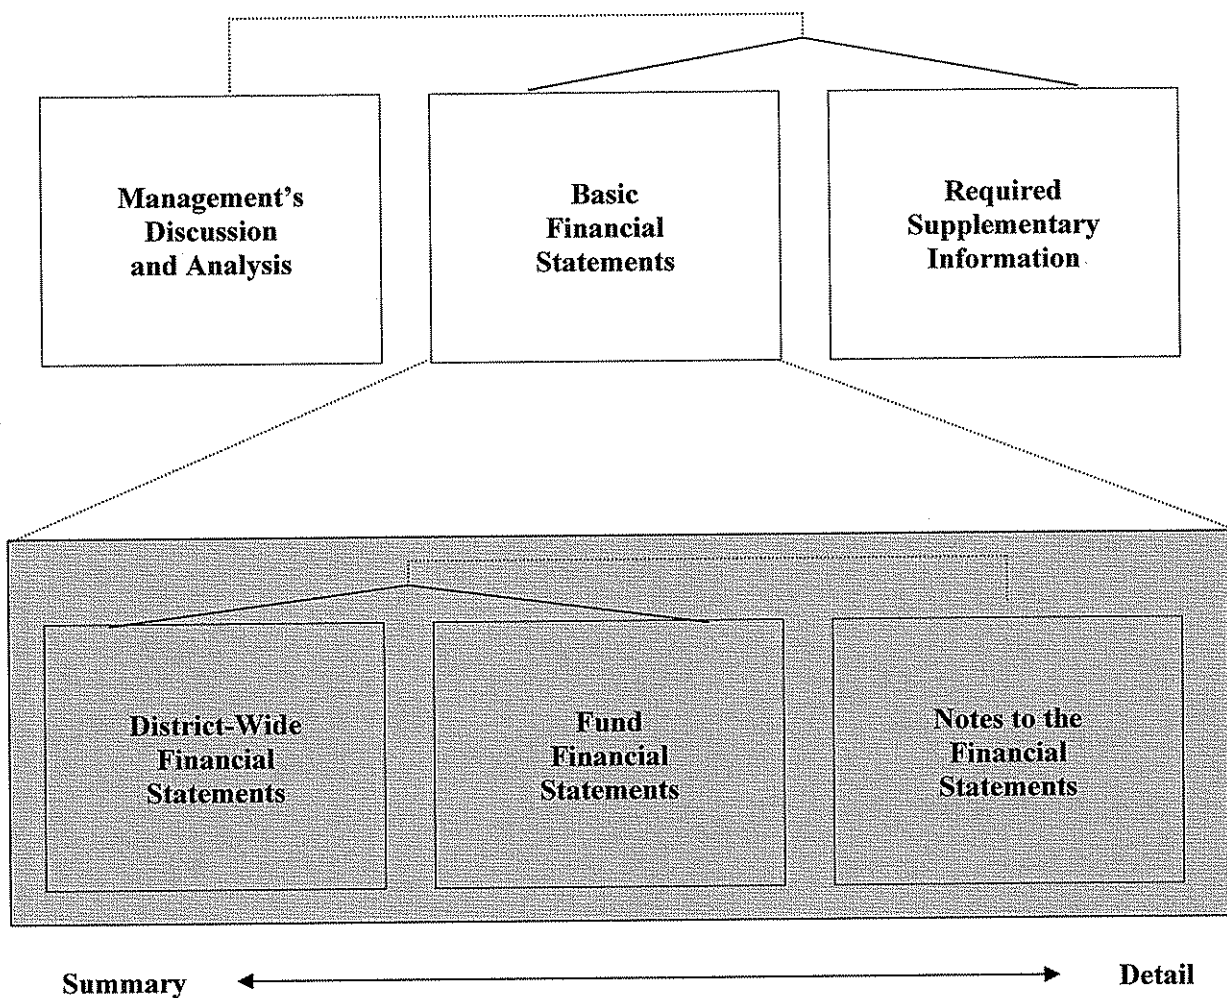 Management’s
Discussion
and Analysis
Basic
Financial
Statements
Required
Supplementary
Information
District-Wide
Financial
Statements
Fund
Financial
Statements
Notes to the
Financial
Statements
Summary
Detail